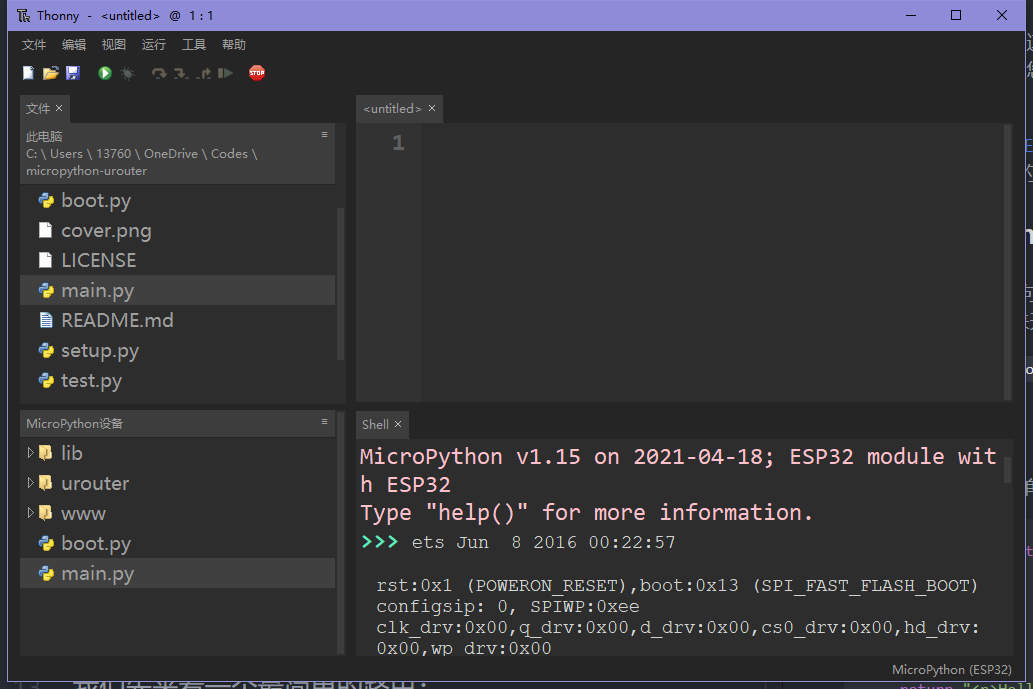 Thonny - <untitled> @ 1 : 1
文件 编辑 视图 运行 工具 帮助
STOP
文件 ×
此电脑
C: \ Users \ 13760 \ OneDrive \ Codes \
micropython-urouter
boot.py
cover.png
LICENSE
main.py
README.md
setup.py
test.py
MicroPython设备
lib
urouter
www
boot.py
main.py
<untitled> ×
1
Shell ×
MicroPython v1.15 on 2021-04-18; ESP32 module wit
h ESP32
Type "help()" for more information.
>>> ets Jun  8 2016 00:22:57
rst:0x1 (POWERON_RESET),boot:0x13 (SPI_FAST_FLASH_BOOT)
configsip: 0, SPIWP:0xee
clk_drv:0x00,q_drv:0x00,d_drv:0x00,cs0_drv:0x00,hd_drv:
0x00,wp_drv:0x00
MicroPython (ESP32)